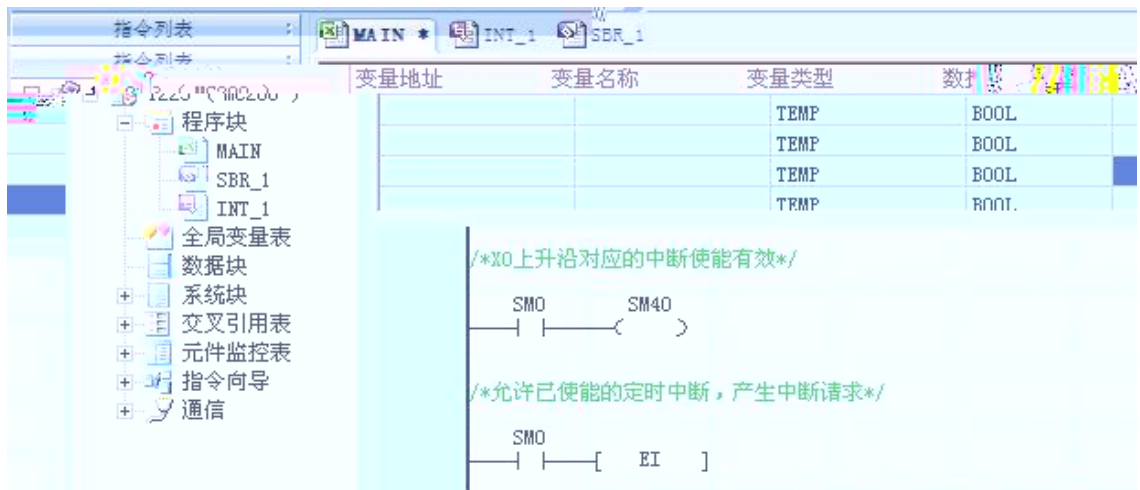 指令列表
MAIN * INT_1 SBR_1
指令列表
变量地址 变量名称 变量类型
程序块
MAIN
SBR_1
INT_1
全局变量表
数据块
系统块
交叉引用表
元件监控表
指令向导
通信
TEMP BOOL
TEMP BOOL
TEMP BOOL
TEMP BOOL
/*X0上升沿对应的中断使能有效*/
SM0 SM40
/*允许已使能的定时中断，产生中断请求*/
SM0
EI